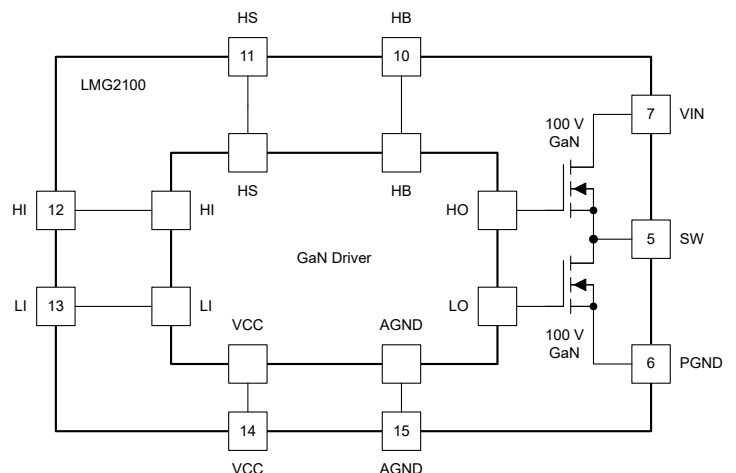 HS
HB
11
10
LMG2100
7
VIN
100 V
GaN
HS
HB
HI
12
HI
HO
5
SW
GaN Driver
LI
13
LI
LO
VCC
AGND
100 V
GaN
6
PGND
14
15
VCC
AGND